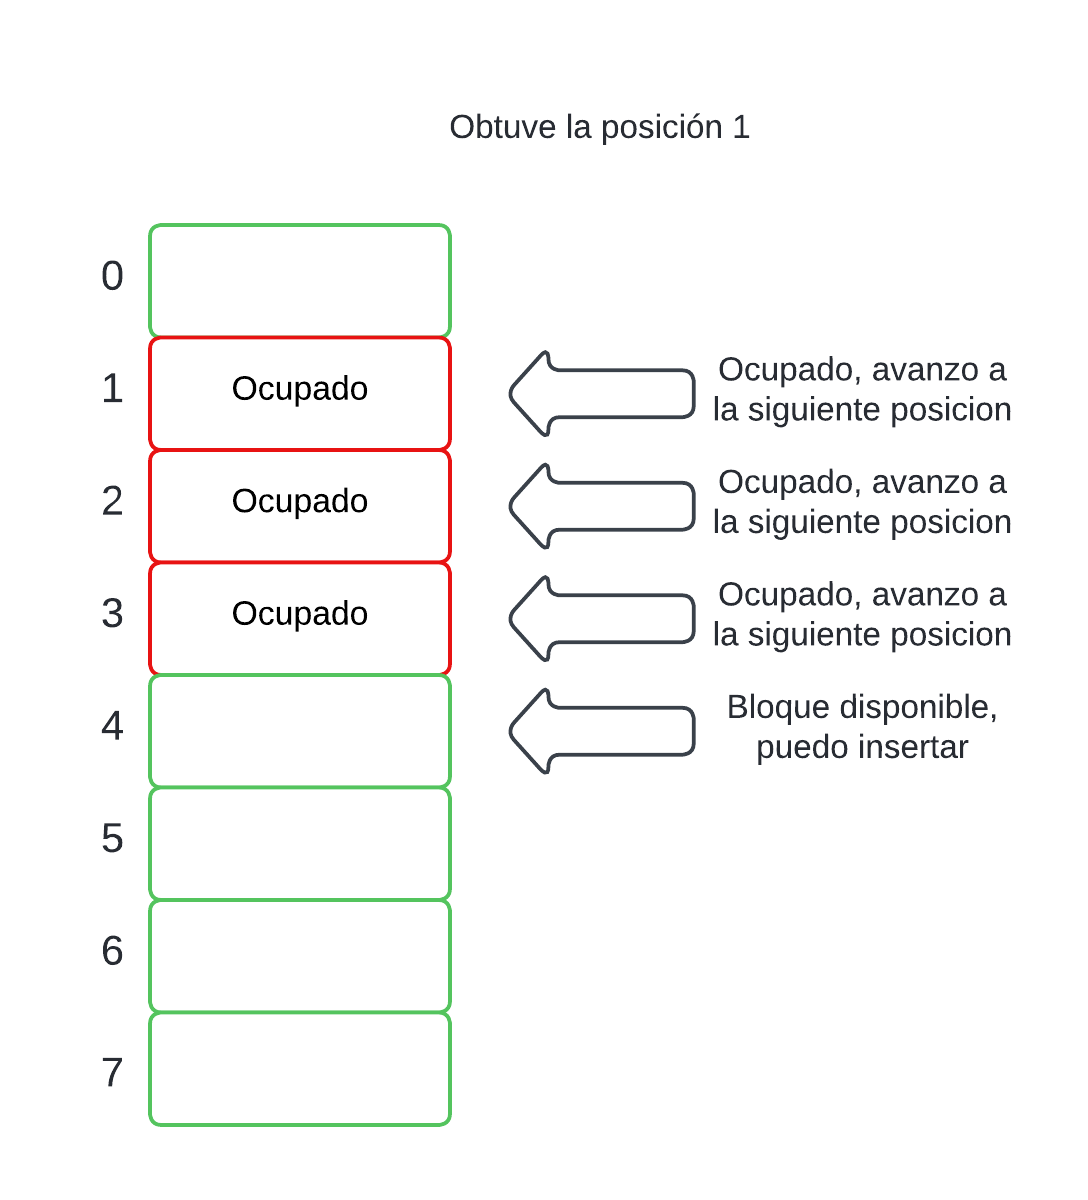 Obtuve la posición 1
0
1
Ocupado
Ocupado, avanzo a
la siguiente posicion
2
Ocupado
Ocupado, avanzo a
la siguiente posicion
3
Ocupado
Ocupado, avanzo a
la siguiente posicion
4
Bloque disponible,
puedo insertar
5
6
7